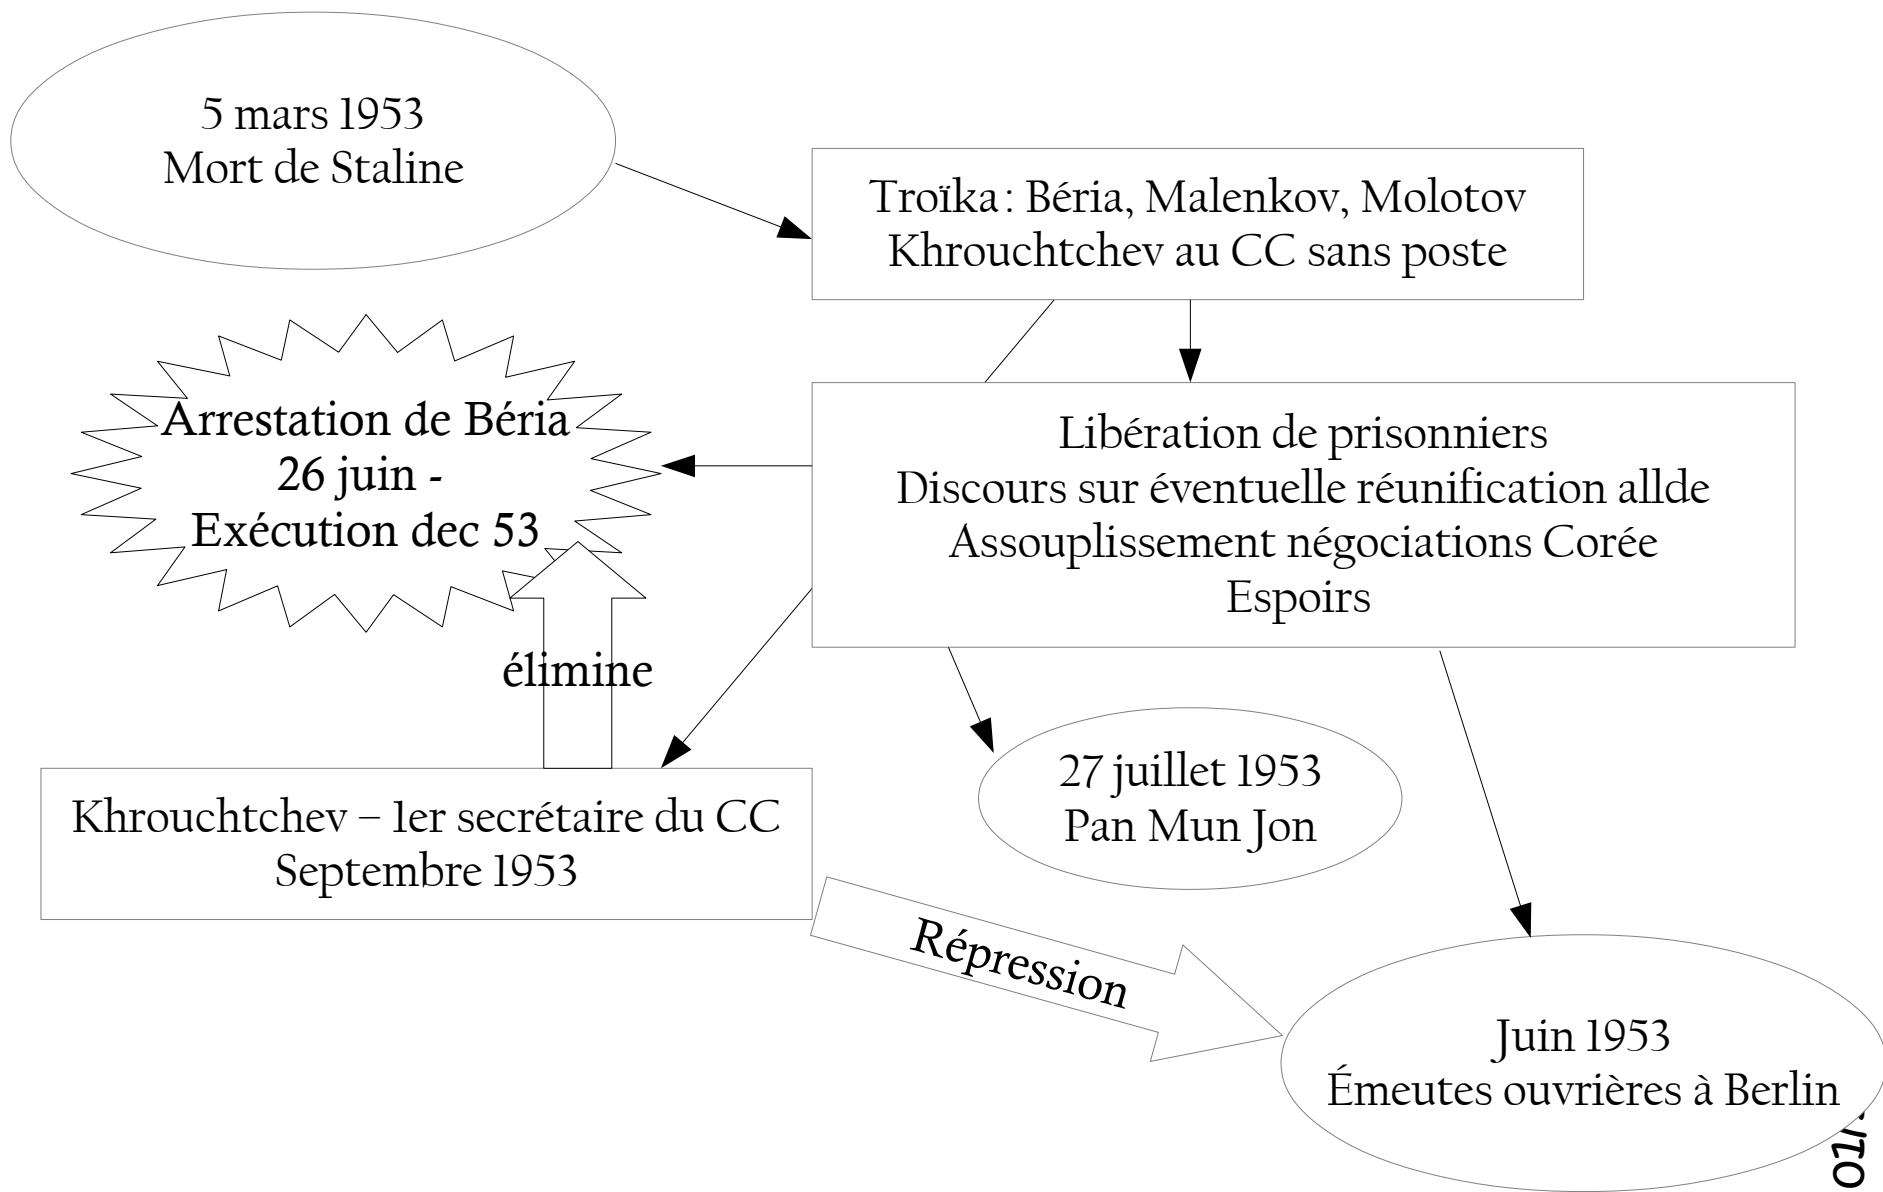 5 mars 1953
Mort de Staline
Troïka : Béria, Malenkov, Molotov
Khrouchtchev au CC sans poste
Arrestation de Béria
26 juin -
Exécution dec 53
Libération de prisonniers
Discours sur éventuelle réunification allde
Assouplissement négociations Corée
Espoirs
élimine
27 juillet 1953
Pan Mun Jon
Khrouchtchev – 1er secrétaire du CC
Septembre 1953
Répression
Juin 1953
Émeutes ouvrières à Berlin